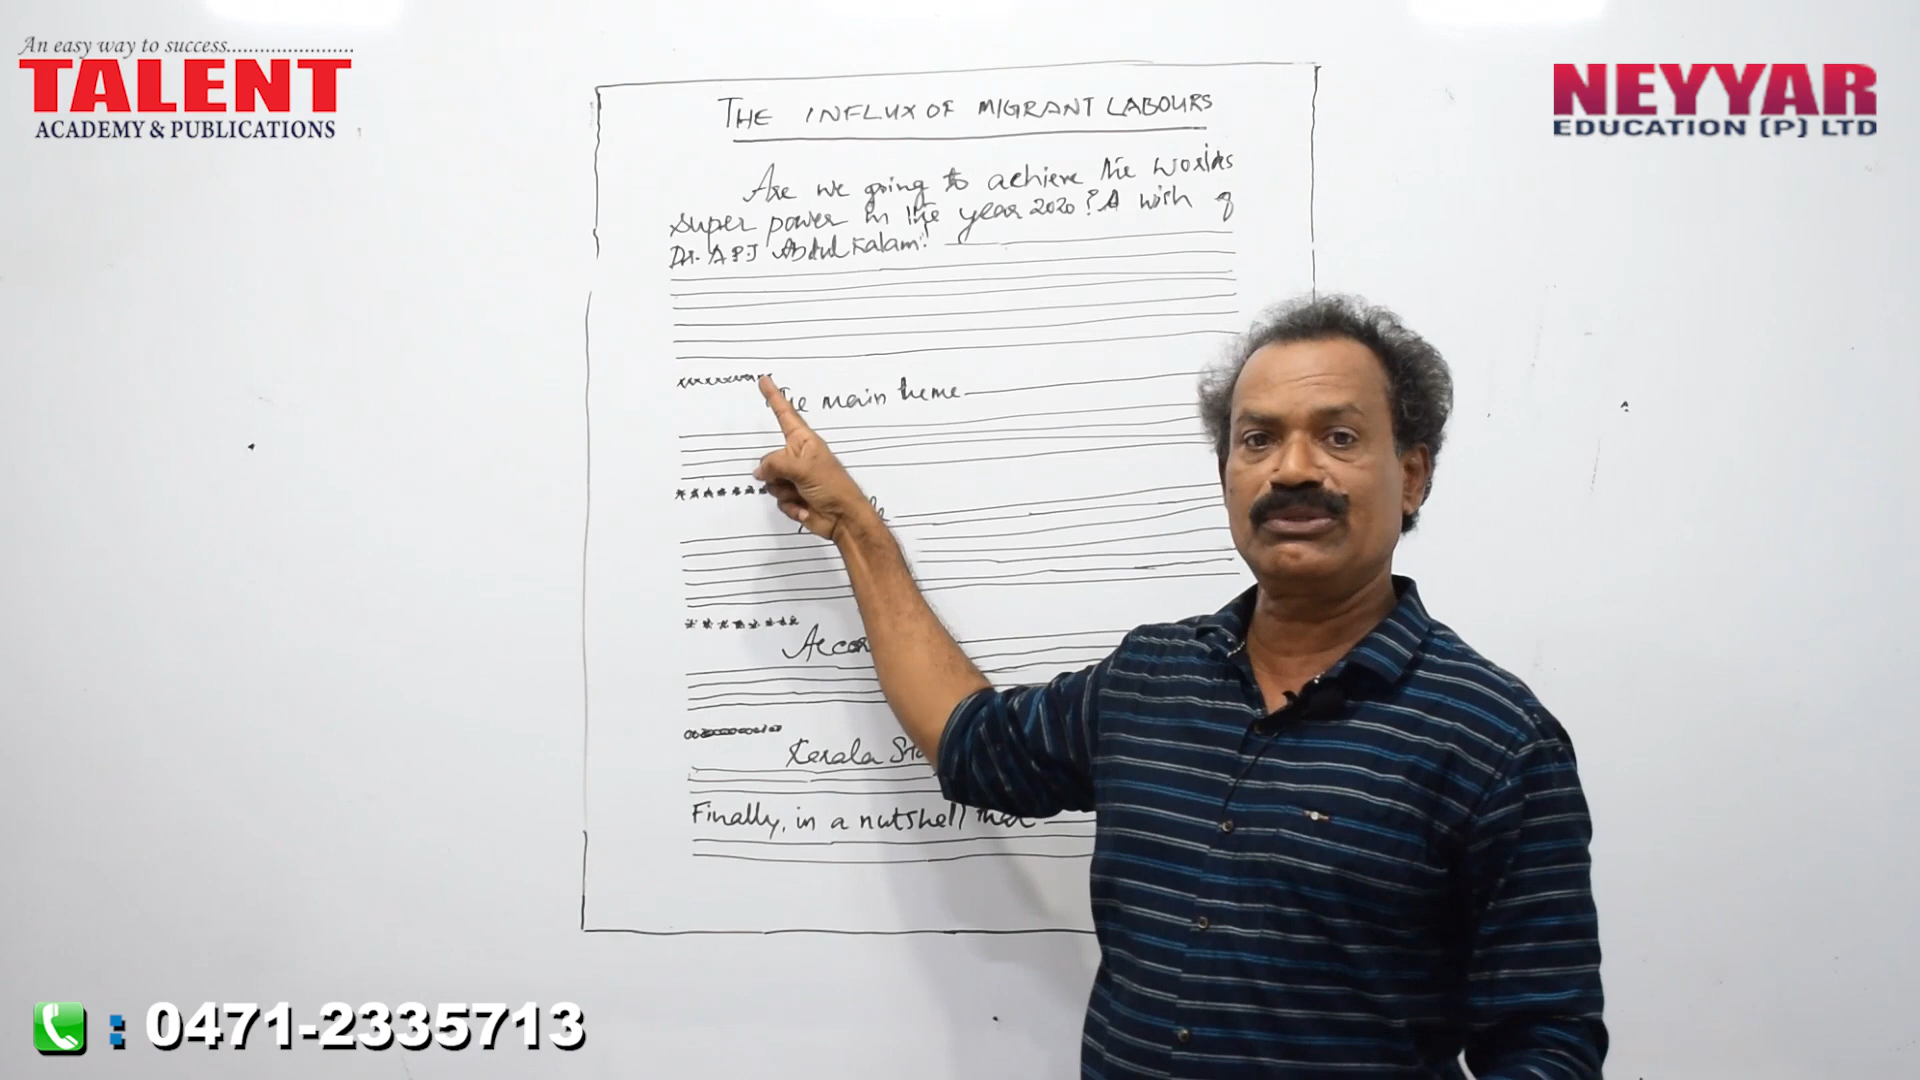 An easy way to success.......................
TALENT
ACADEMY & PUBLICATIONS
NEYYAR
EDUCATION (P) LTD
THE INFLUX OF MIGRANT LABOURS
Are we going to achieve the worlds
super power in the year 2020? A wish of
Dr. A P J Abdul Kalam!
The main theme
Kerala
Finally, in a nutshell that
: 0471-2335713